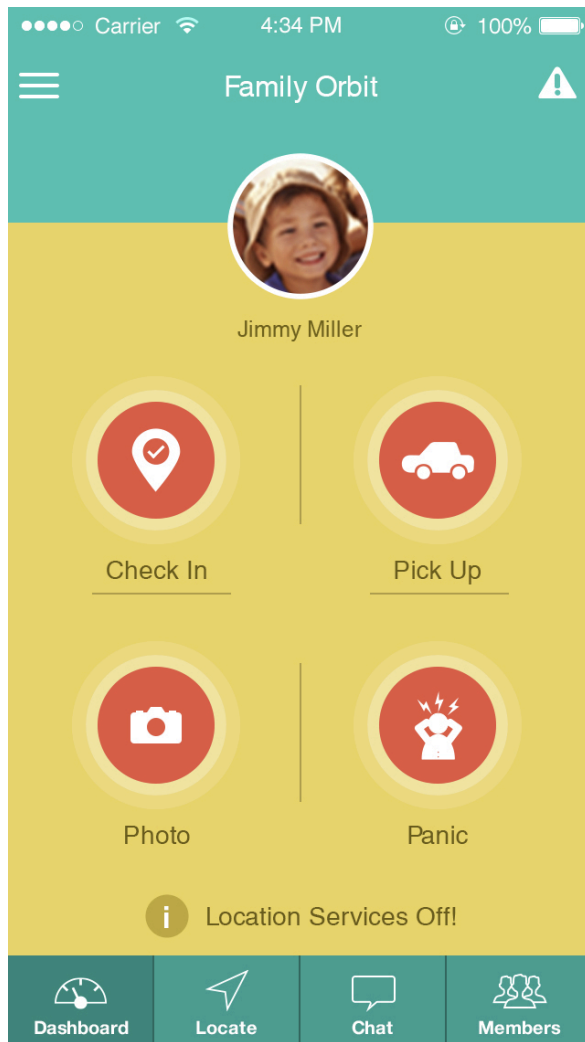 Carrier 4:34 PM 100%
Family Orbit
Jimmy Miller
Check In Pick Up
Photo Panic
i Location Services Off!
Dashboard Locate Chat Members